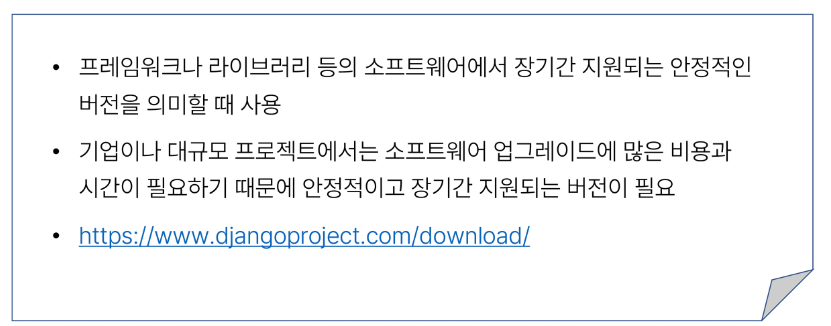 • 프레임워크나 라이브러리 등의 소프트웨어에서 장기간 지원되는 안정적인
버전을 의미할 때 사용
• 기업이나 대규모 프로젝트에서는 소프트웨어 업그레이드에 많은 비용과
시간이 필요하기 때문에 안정적이고 장기간 지원되는 버전이 필요
• https://www.djangoproject.com/download/